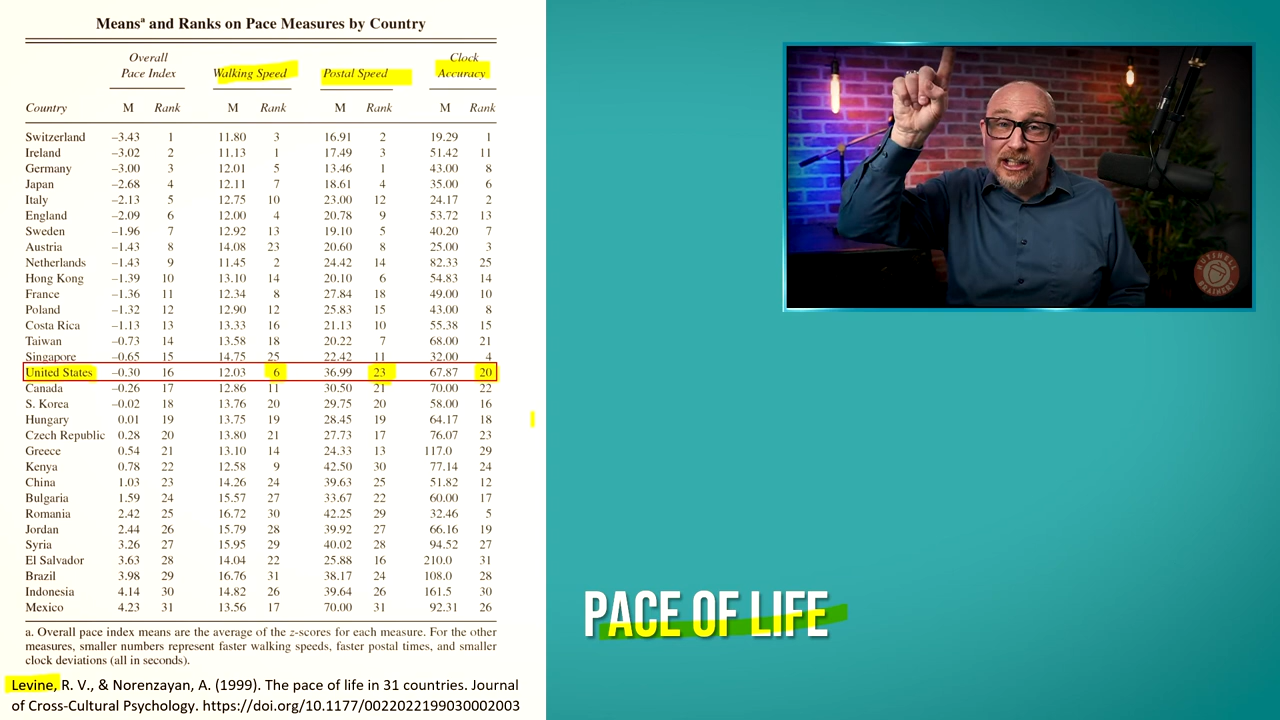 Meansª and Ranks on Pace Measures by Country
Overall Pace Index Walking Speed Postal Speed Clock Accuracy
Country M Rank M Rank M Rank M Rank
Switzerland –3.43 1 11.80 3 16.91 2 19.29 1
Ireland –3.02 2 11.13 1 17.49 3 51.42 11
Germany –3.00 3 12.01 5 13.46 1 43.00 8
Japan –2.68 4 12.11 7 18.61 4 35.00 6
Italy –2.13 5 12.75 10 23.00 12 24.17 2
England –2.09 6 12.00 4 20.78 9 53.72 13
Sweden –1.96 7 12.92 13 19.10 5 40.20 7
Austria –1.43 8 14.08 23 20.60 8 25.00 3
Netherlands –1.43 9 11.45 2 24.42 14 82.33 25
Hong Kong –1.39 10 13.10 14 20.10 6 54.83 14
France –1.36 11 12.34 8 27.84 18 49.00 10
Poland –1.32 12 12.90 12 25.83 15 43.00 8
Costa Rica –1.13 13 13.33 16 21.13 10 55.38 15
Taiwan –0.73 14 13.58 18 20.22 7 68.00 21
Singapore –0.65 15 14.75 25 22.42 11 32.00 4
United States –0.30 16 12.03 6 36.99 23 67.87 20
Canada –0.26 17 12.86 11 30.50 21 70.00 22
S. Korea –0.02 18 13.76 20 29.75 20 58.00 16
Hungary 0.01 19 13.75 19 28.45 19 64.17 18
Czech Republic 0.28 20 13.80 21 27.73 17 76.07 23
Greece 0.54 21 13.10 14 24.33 13 117.0 29
Kenya 0.78 22 12.58 9 42.50 30 77.14 24
China 1.03 23 14.26 24 39.63 25 51.82 12
Bulgaria 1.59 24 15.57 27 33.67 22 60.00 17
Romania 2.42 25 16.72 30 42.25 29 32.46 5
Jordan 2.44 26 15.79 28 39.92 27 66.16 19
Syria 3.26 27 15.95 29 40.02 28 94.52 27
El Salvador 3.63 28 14.04 22 25.88 16 210.0 31
Brazil 3.98 29 16.76 31 38.17 24 108.0 28
Indonesia 4.14 30 14.82 26 39.64 26 161.5 30
Mexico 4.23 31 13.56 17 70.00 31 92.31 26
a. Overall pace index means are the average of the z-scores for each measure. For the other
measures, smaller numbers represent faster walking speeds, faster postal times, and smaller
clock deviations (all in seconds).
Levine, R. V., & Norenzayan, A. (1999). The pace of life in 31 countries. Journal
of Cross-Cultural Psychology. https://doi.org/10.1177/0022022199030002003
NUTSHELL
BRAINERY
PACE OF LIFE